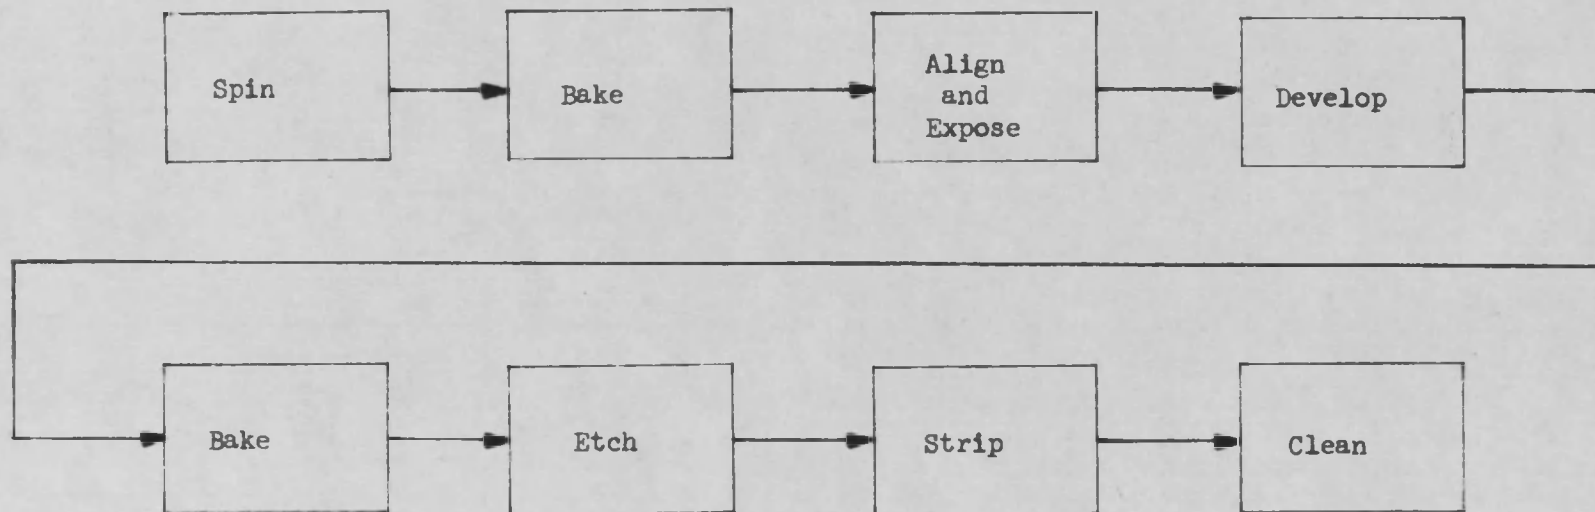 Spin
Bake
Align
and
Expose
Develop
Bake
Etch
Strip
Clean